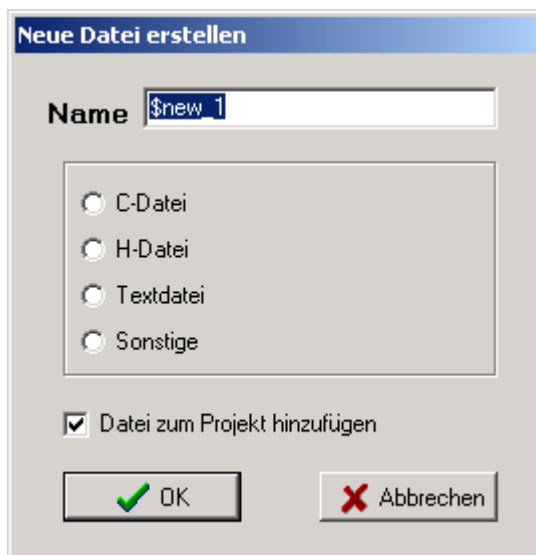 Neue Datei erstellen
Name $new_1
C-Datei
H-Datei
Textdatei
Sonstige
Datei zum Projekt hinzufügen
OK Abbrechen